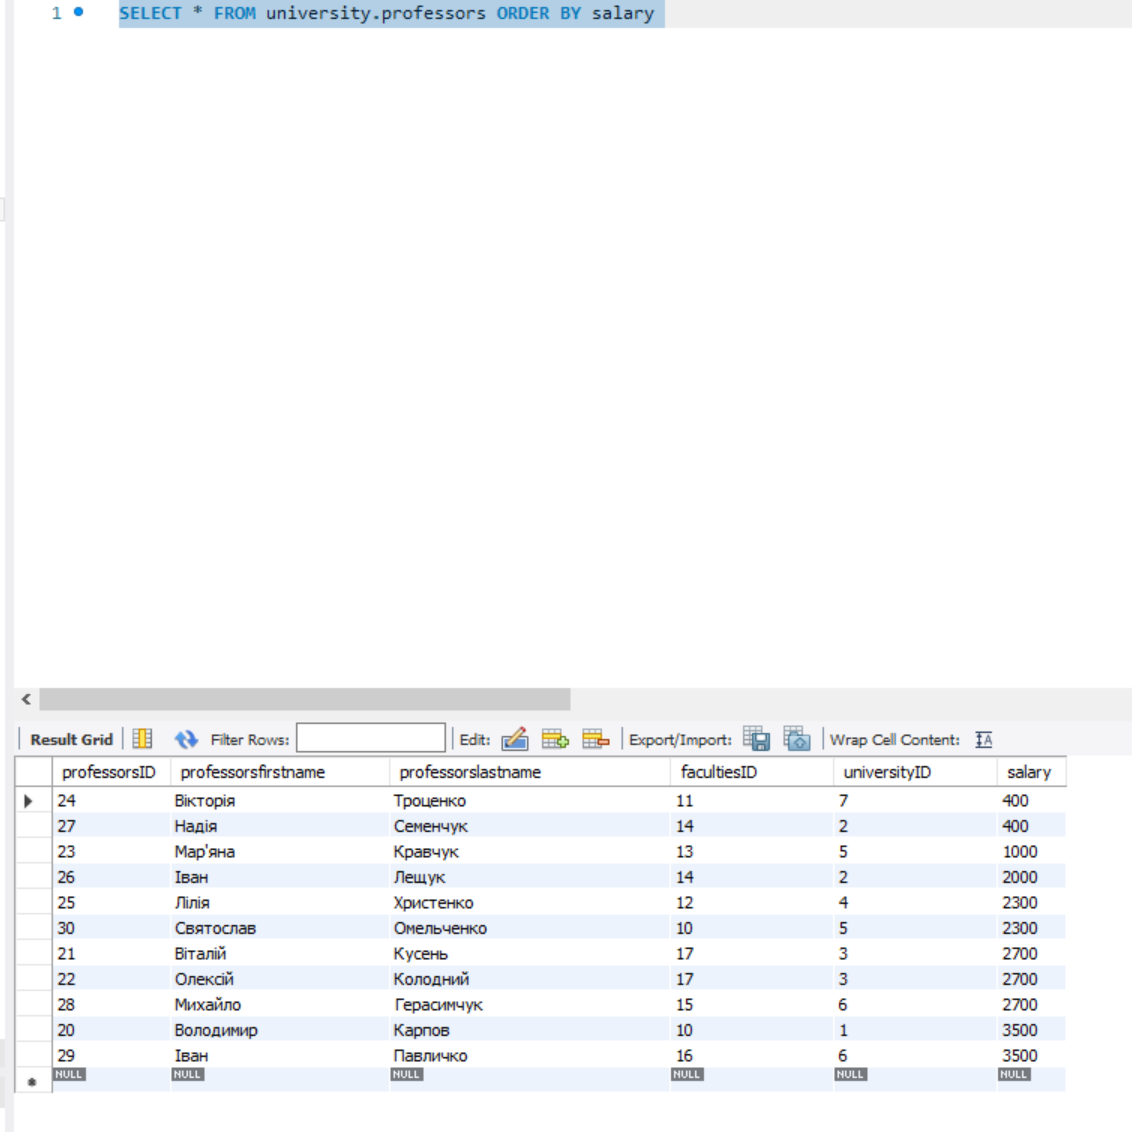 1 SELECT * FROM university.professors ORDER BY salary
Result Grid Filter Rows: Edit: Export/Import: Wrap Cell Content:
professorsID professorsfirstname professorslastname facultiesID universityID salary
24 Вікторія Троценко 11 7 400
27 Надія Семенчук 14 2 400
23 Мар'яна Кравчук 13 5 1000
26 Іван Лещук 14 2 2000
25 Лілія Христенко 12 4 2300
30 Святослав Омельченко 10 5 2300
21 Віталій Кусень 17 3 2700
22 Олексій Колодний 17 3 2700
28 Михайло Герасимчук 15 6 2700
20 Володимир Карпов 10 1 3500
29 Іван Павличко 16 6 3500
NULL NULL NULL NULL NULL NULL